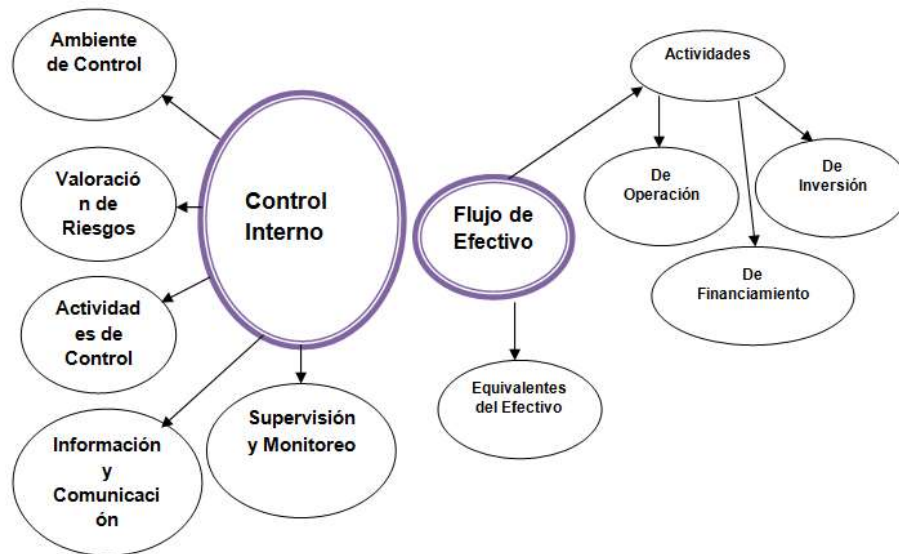 Ambiente
de Control
Valoració
n de
Riesgos
Actividad
es de
Control
Información
y
Comunicaci
ón
Supervisión
y Monitoreo
Control
Interno
Flujo de
Efectivo
Actividades
De
Operación
De
Inversión
De
Financiamiento
Equivalentes
del Efectivo